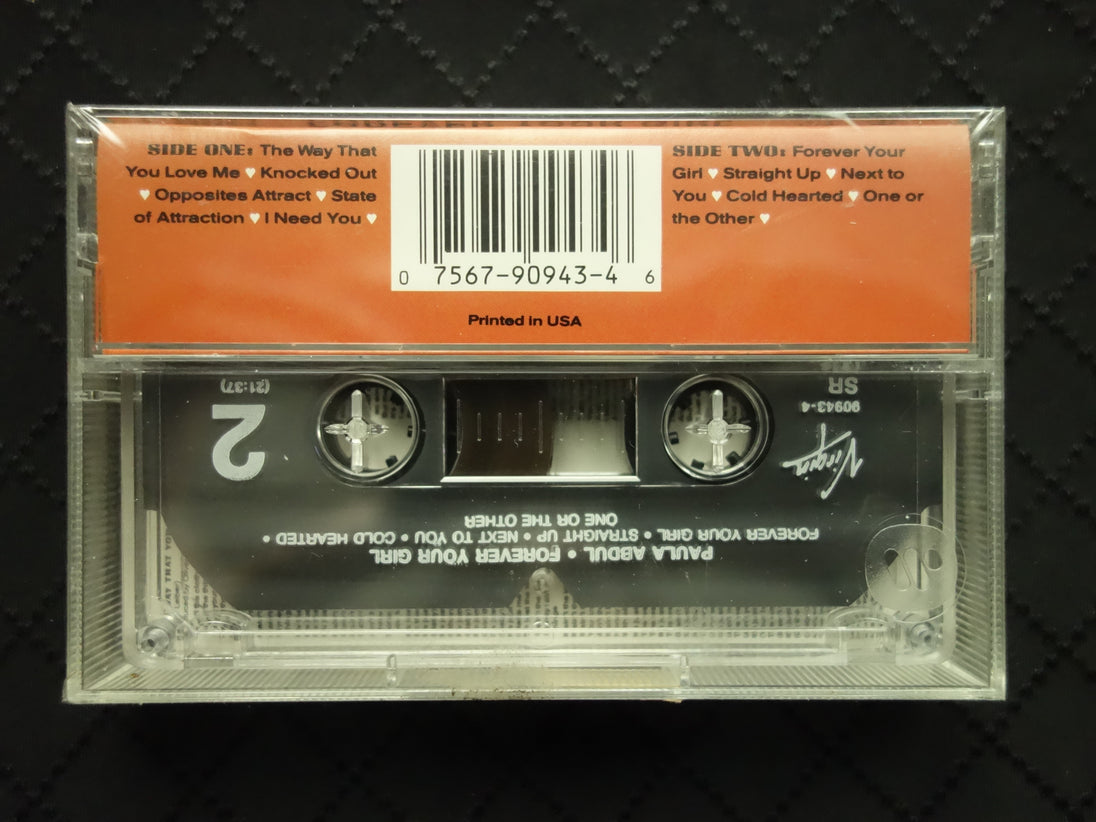 SIDE ONE: The Way That
You Love Me ♥ Knocked Out
♥ Opposites Attract ♥ State
of Attraction ♥ I Need You ♥
0 7567-90943-4 6
Printed in USA
SIDE TWO: Forever Your
Girl ♥ Straight Up ♥ Next to
You ♥ Cold Hearted ♥ One or
the Other ♥
PAULA ABDUL • FOREVER YOUR GIRL
FOREVER YOUR GIRL • STRAIGHT UP • NEXT TO YOU • COLD HEARTED •
ONE OR THE OTHER
Virgin
90943-4
SR
2
(21:37)